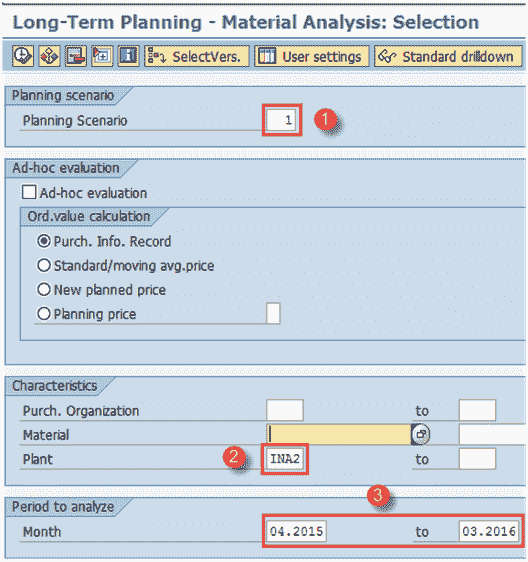 Long-Term Planning - Material Analysis: Selection
SelectVers. User settings Standard drilldown
Planning scenario
Planning Scenario 1 1
Ad-hoc evaluation
Ad-hoc evaluation
Ord.value calculation
Purch. Info. Record
Standard/moving avg.price
New planned price
Planning price
Characteristics
Purch. Organization to
Material
2
Plant INA2 to
3
Period to analyze
Month 04.2015 to 03.2016